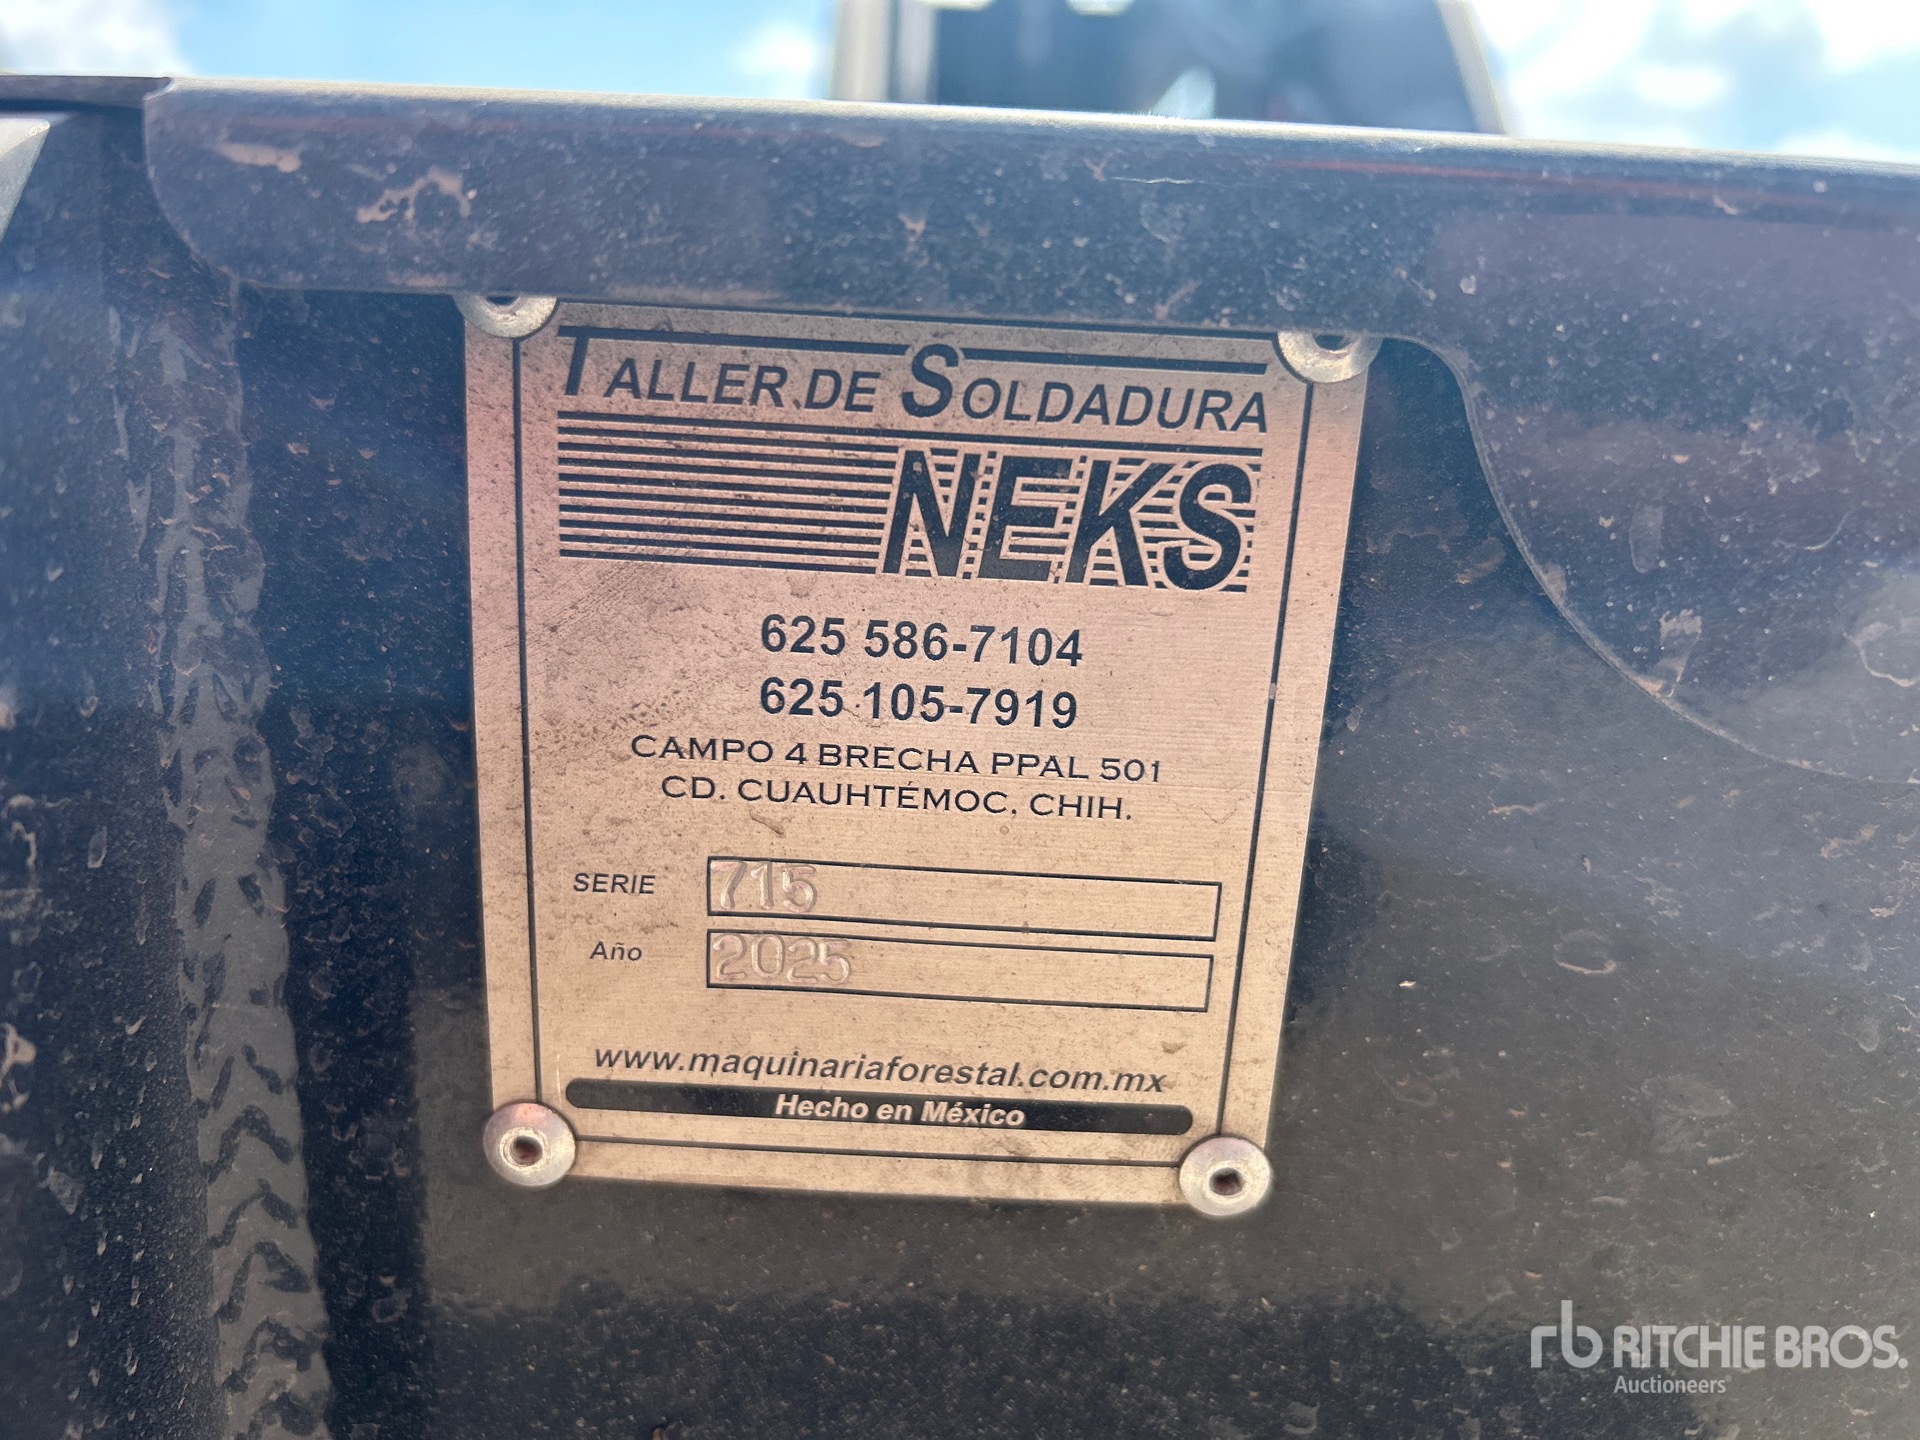 TALLER DE SOLDADURA
NEKS
625 586-7104
625 105-7919
CAMPO 4 BRECHA PPAL 501
CD. CUAUHTÉMOC, CHIH.
SERIE 715
Año 2025
www.maquinariaforestal.com.mx
Hecho en México
rb RITCHIE BROS.
Auctioneers